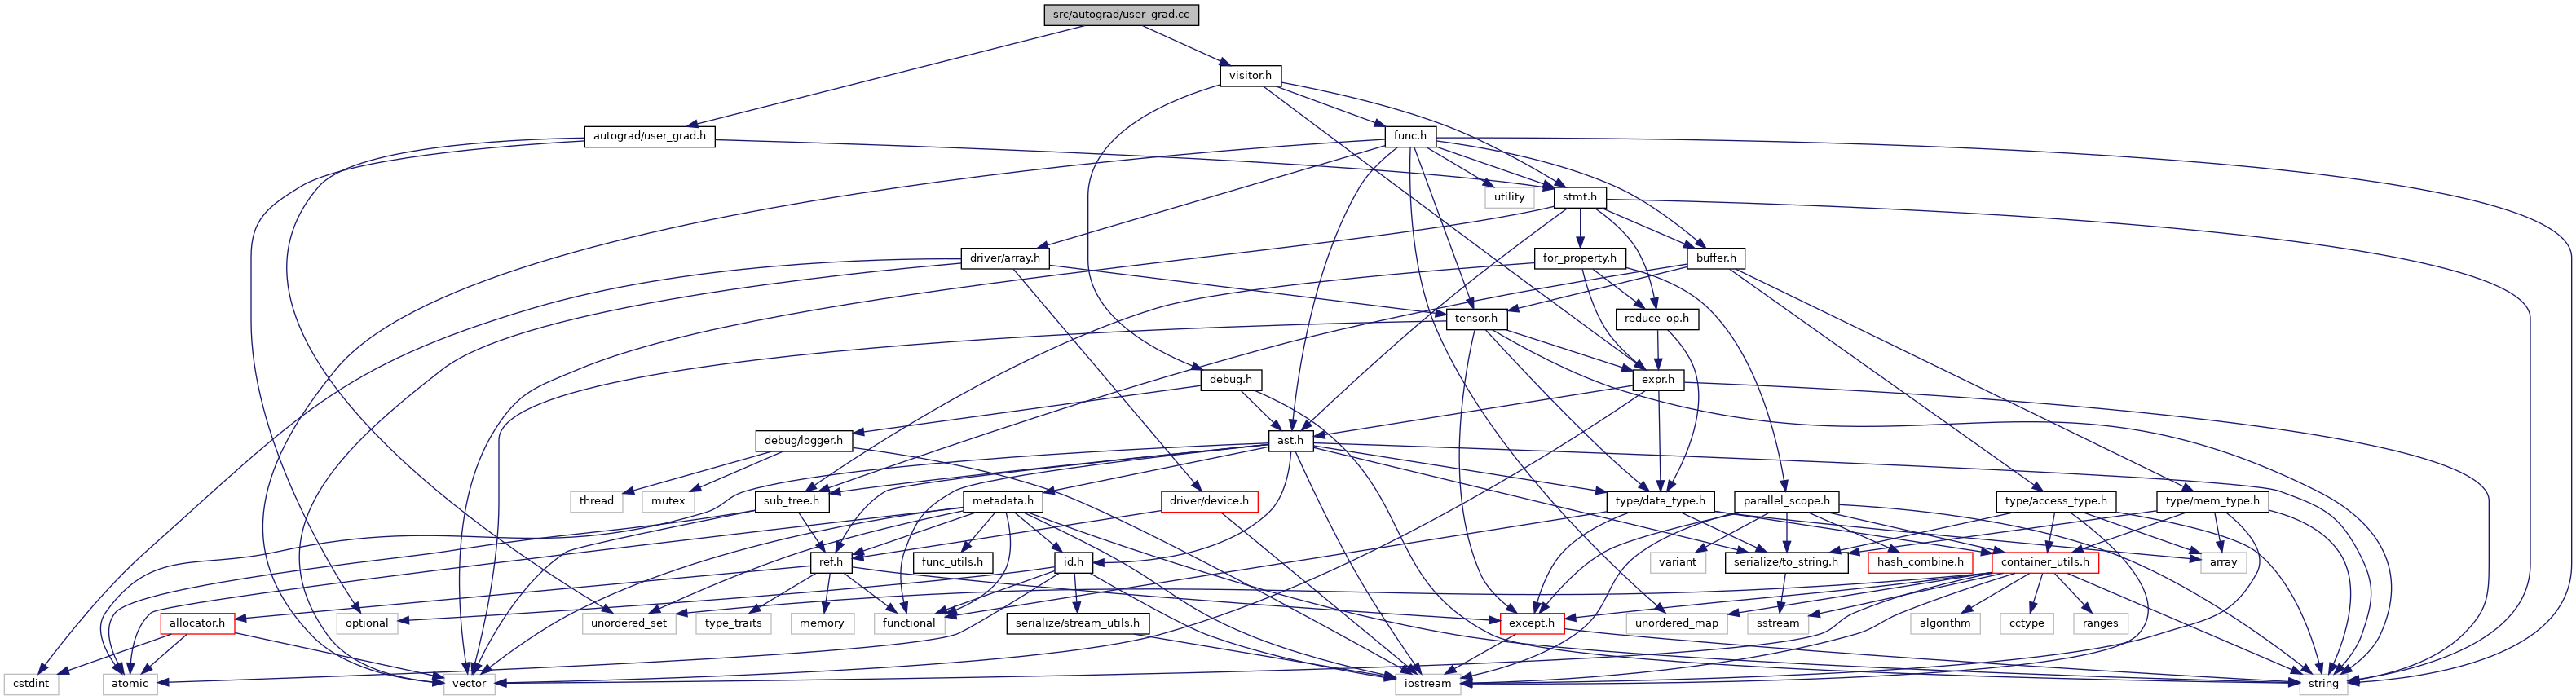 src/autograd/user_grad.cc
visitor.h
autograd/user_grad.h
func.h
utility
stmt.h
driver/array.h
for_property.h
buffer.h
tensor.h
reduce_op.h
debug.h
expr.h
debug/logger.h
ast.h
thread
mutex
sub_tree.h
metadata.h
driver/device.h
type/data_type.h
parallel_scope.h
type/access_type.h
type/mem_type.h
ref.h
func_utils.h
id.h
variant
serialize/to_string.h
hash_combine.h
container_utils.h
array
allocator.h
optional
unordered_set
type_traits
memory
functional
serialize/stream_utils.h
except.h
unordered_map
sstream
algorithm
cctype
ranges
cstdint
atomic
vector
iostream
string